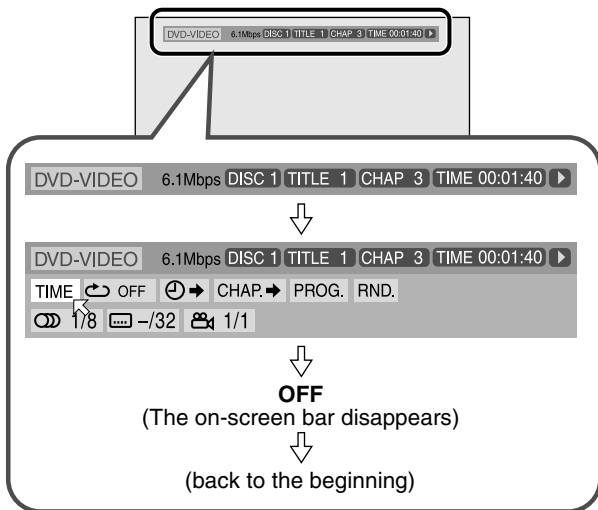 DVD-VIDEO 6.1Mbps DISC 1 TITLE 1 CHAP 3 TIME 00:01:40
DVD-VIDEO 6.1Mbps DISC 1 TITLE 1 CHAP 3 TIME 00:01:40
DVD-VIDEO 6.1Mbps DISC 1 TITLE 1 CHAP 3 TIME 00:01:40
TIME OFF CHAP. PROG. RND.
1/8 –/32 1/1
OFF
(The on-screen bar disappears)
(back to the beginning)